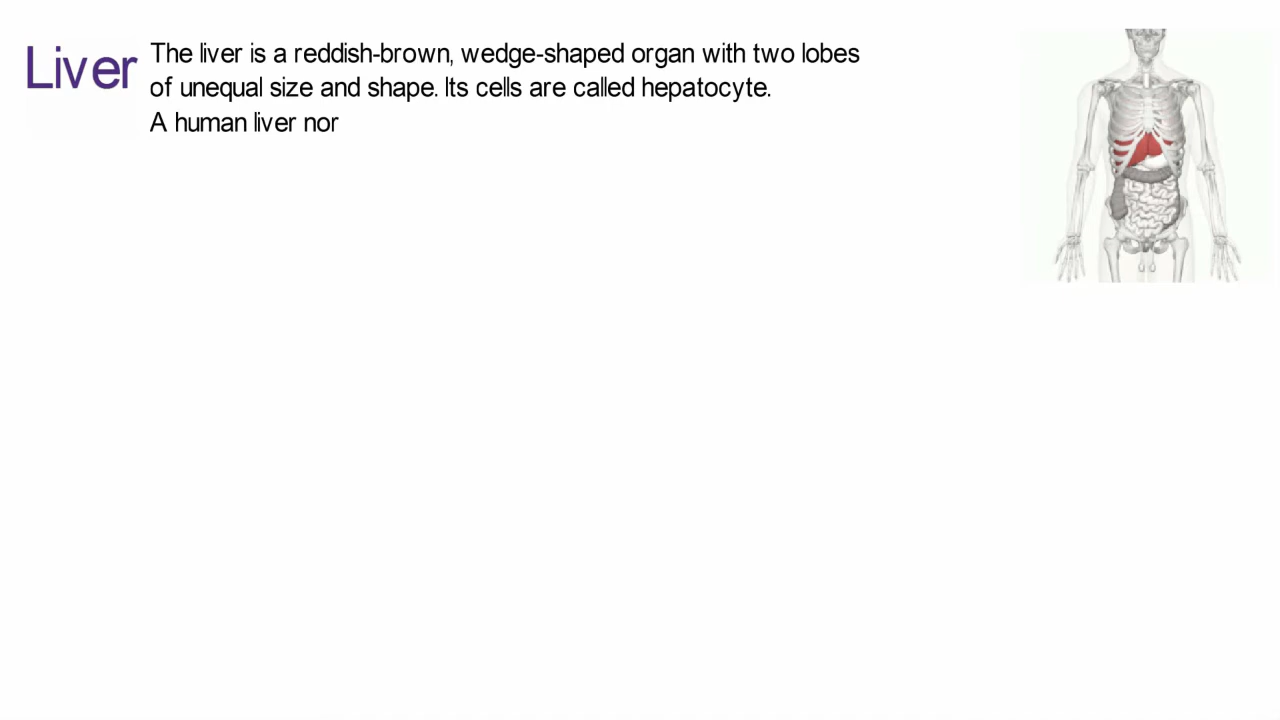 Liver
The liver is a reddish-brown, wedge-shaped organ with two lobes
of unequal size and shape. Its cells are called hepatocyte.
A human liver nor